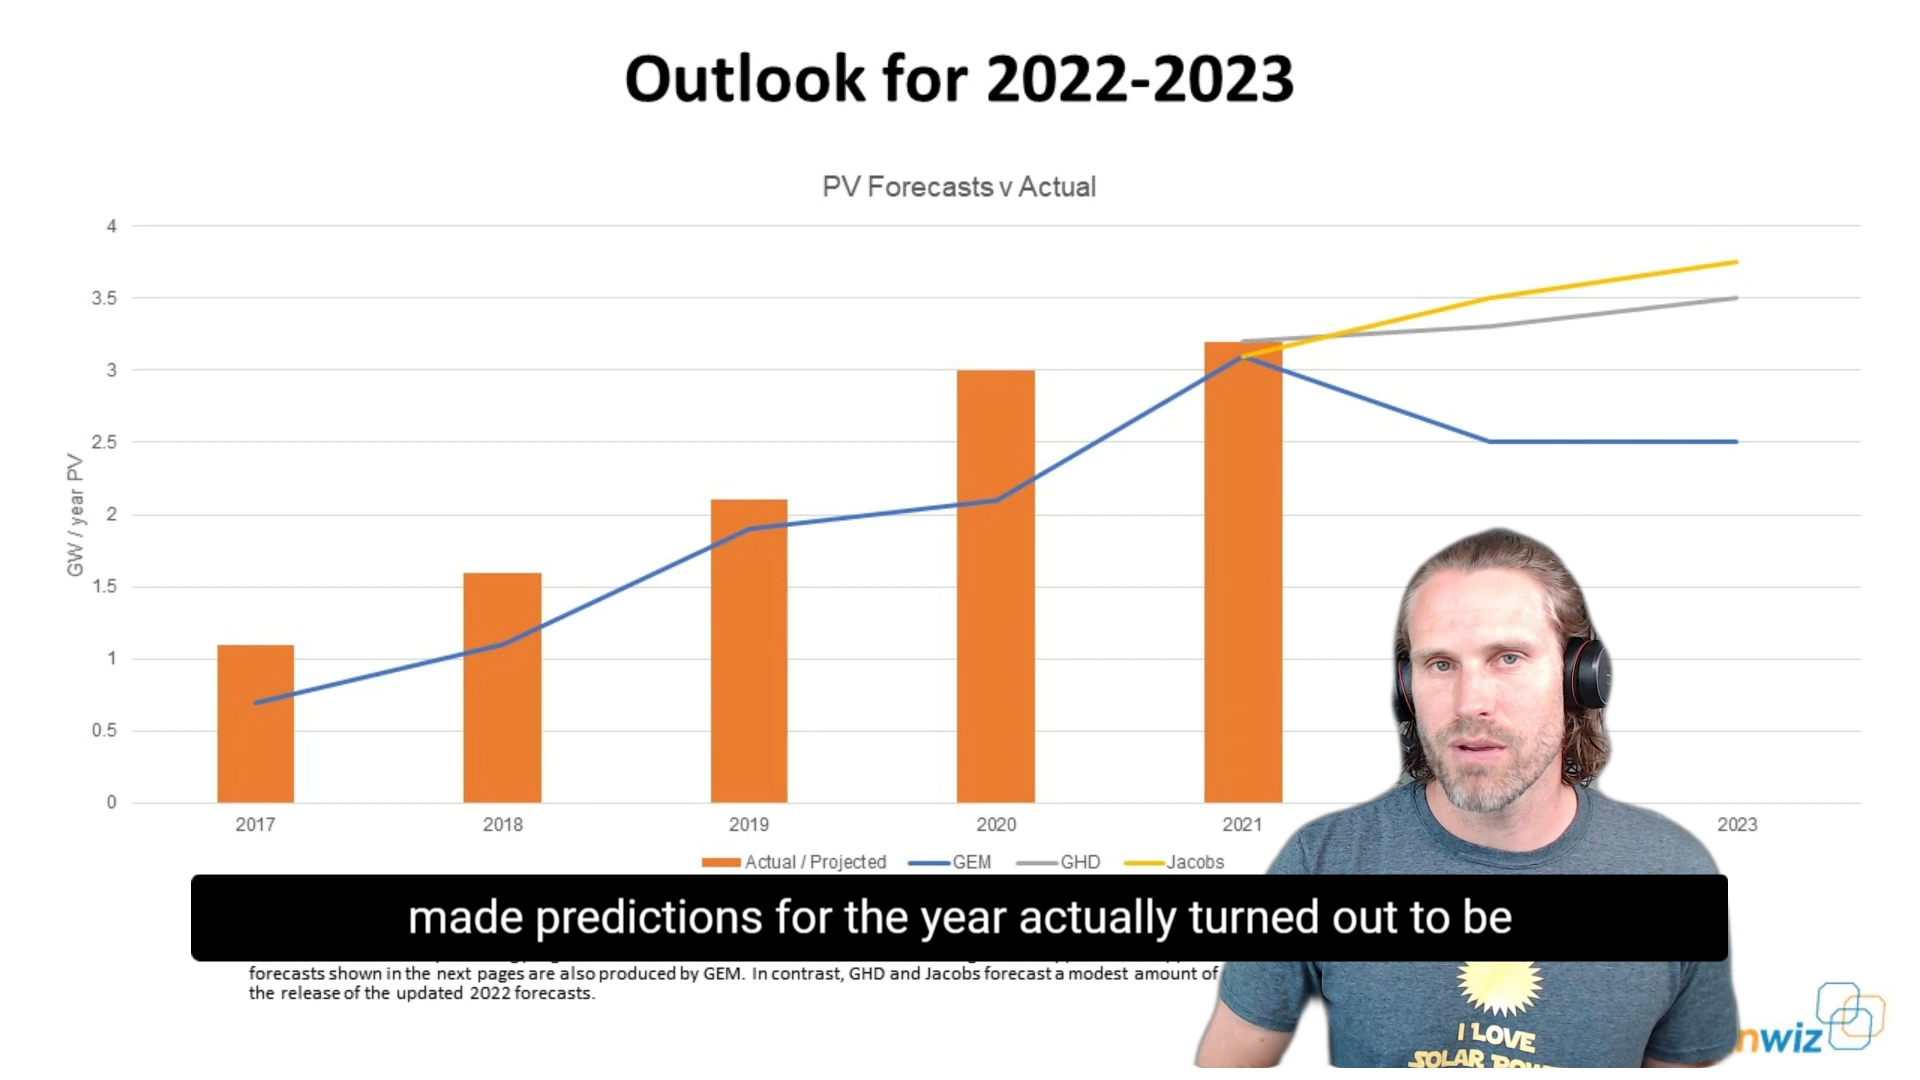 Outlook for 2022-2023
PV Forecasts v Actual
GW / year PV
4
3.5
3
2.5
2
1.5
1
0.5
0
2017 2018 2019 2020 2021 2023
Actual / Projected GEM GHD Jacobs
made predictions for the year actually turned out to be
forecasts shown in the next pages are also produced by GEM. In contrast, GHD and Jacobs forecast a modest amount of
the release of the updated 2022 forecasts.
I LOVE
SOLAR
nwiz